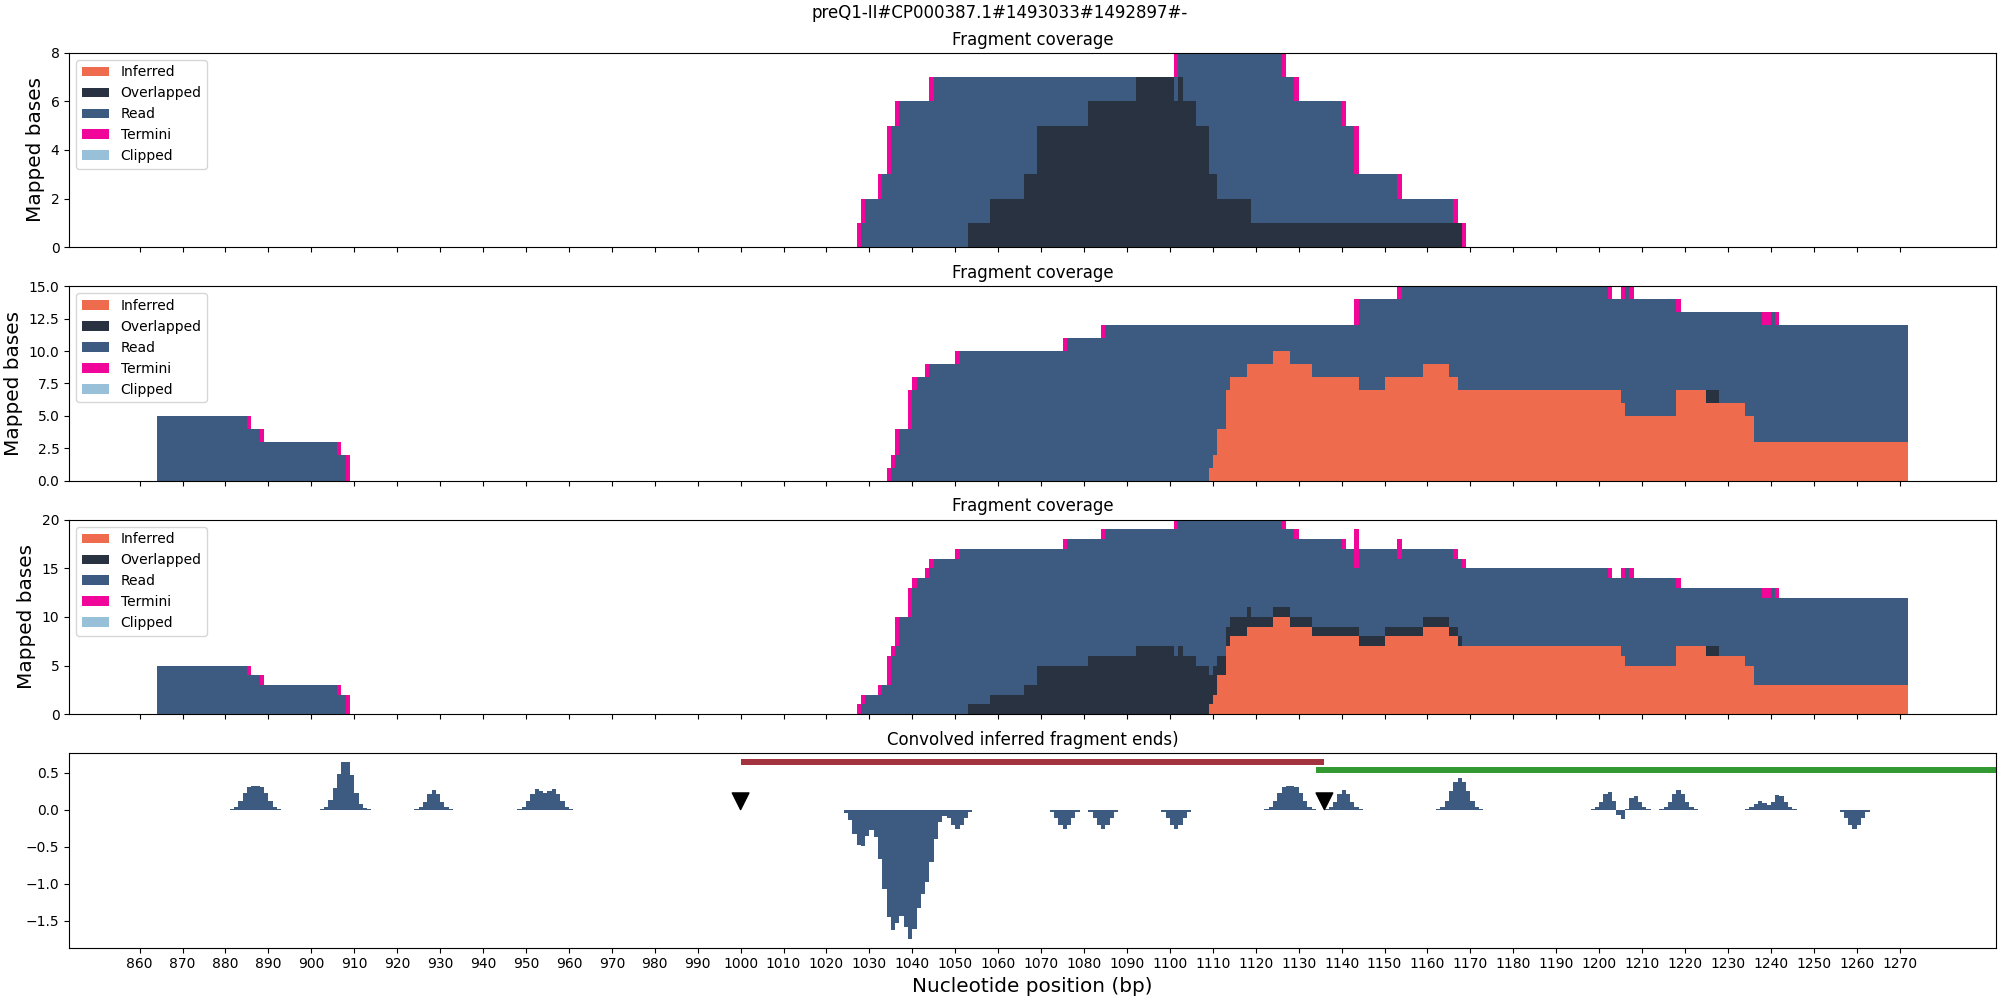 preQ1-II#CP000387.1#1493033#1492897#-
Fragment coverage
8
6
4
2
0
Mapped bases
Inferred
Overlapped
Read
Termini
Clipped
Fragment coverage
15.0
12.5
10.0
7.5
5.0
2.5
0.0
Mapped bases
Inferred
Overlapped
Read
Termini
Clipped
Fragment coverage
20
15
10
5
0
Mapped bases
Inferred
Overlapped
Read
Termini
Clipped
Convolved inferred fragment ends)
0.5
0.0
−0.5
−1.0
−1.5
860 870 880 890 900 910 920 930 940 950 960 970 980 990 1000 1010 1020 1030 1040 1050 1060 1070 1080 1090 1100 1110 1120 1130 1140 1150 1160 1170 1180 1190 1200 1210 1220 1230 1240 1250 1260 1270
Nucleotide position (bp)